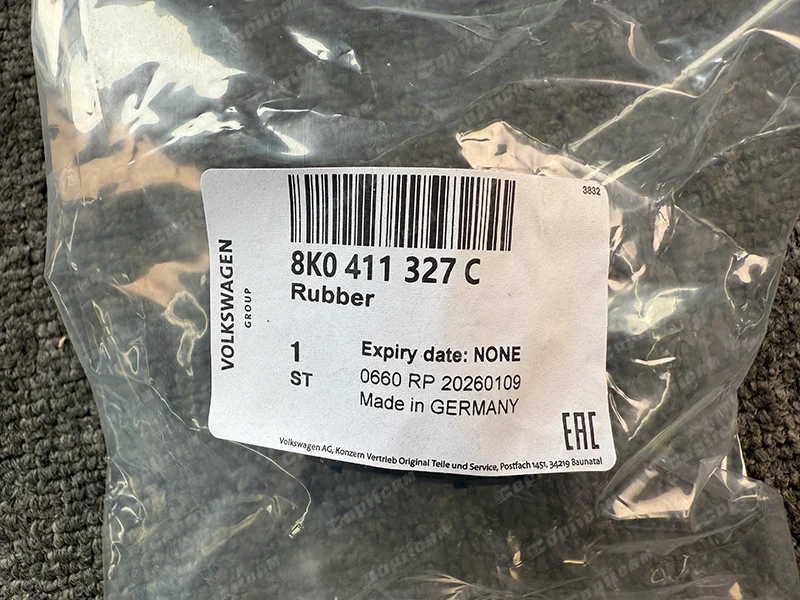 3832
8K0 411 327 C
Rubber
VOLKSWAGEN
GROUP
1
ST
Expiry date: NONE
0660 RP 20260109
Made in GERMANY
EAC
Volkswagen AG, Konzern Vertrieb Original Teile und Service, Postfach 1451, 34219 Baunatal